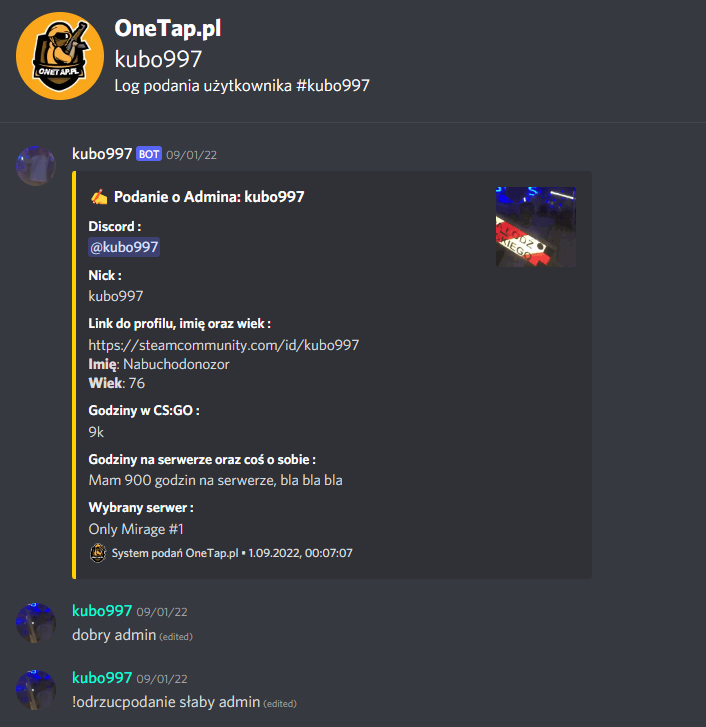 OneTap.pl
kubo997
Log podania użytkownika #kubo997
ONETAP.PL
kubo997 BOT 09/01/22
✍️ Podanie o Admina: kubo997
Discord :
@kubo997
Nick :
kubo997
Link do profilu, imię oraz wiek :
https://steamcommunity.com/id/kubo997
Imię: Nabuchodonozor
Wiek: 76
Godziny w CS:GO :
9k
Godziny na serwerze oraz coś o sobie :
Mam 900 godzin na serwerze, bla bla bla
Wybrany serwer :
Only Mirage #1
System podań OneTap.pl • 1.09.2022, 00:07:07
kubo997 09/01/22
dobry admin (edited)
kubo997 09/01/22
!odrzucpodanie słaby admin (edited)